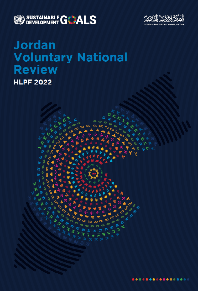 SUSTAINABLE
DEVELOPMENT GOALS
Jordan
Voluntary National
Review
HLPF 2022